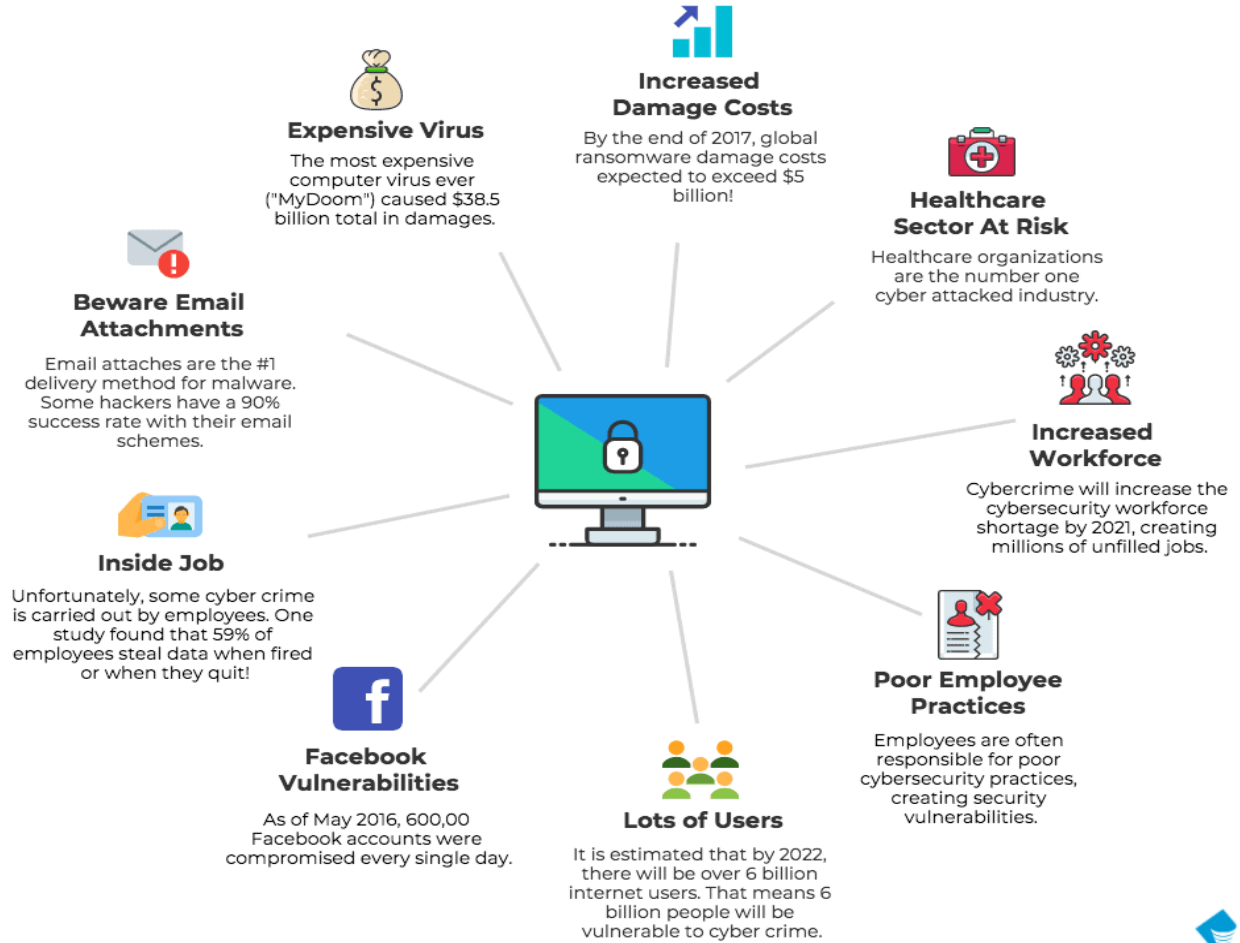 Increased
Damage Costs
By the end of 2017, global
ransomware damage costs
expected to exceed $5
billion!
Expensive Virus
The most expensive
computer virus ever
("MyDoom") caused $38.5
billion total in damages.
Healthcare
Sector At Risk
Healthcare organizations
are the number one
cyber attacked industry.
Beware Email
Attachments
Email attaches are the #1
delivery method for malware.
Some hackers have a 90%
success rate with their email
schemes.
Increased
Workforce
Cybercrime will increase the
cybersecurity workforce
shortage by 2021, creating
millions of unfilled jobs.
Inside Job
Unfortunately, some cyber crime
is carried out by employees. One
study found that 59% of
employees steal data when fired
or when they quit!
Poor Employee
Practices
Employees are often
responsible for poor
cybersecurity practices,
creating security
vulnerabilities.
Facebook
Vulnerabilities
As of May 2016, 600,00
Facebook accounts were
compromised every single day.
Lots of Users
It is estimated that by 2022,
there will be over 6 billion
internet users. That means 6
billion people will be
vulnerable to cyber crime.